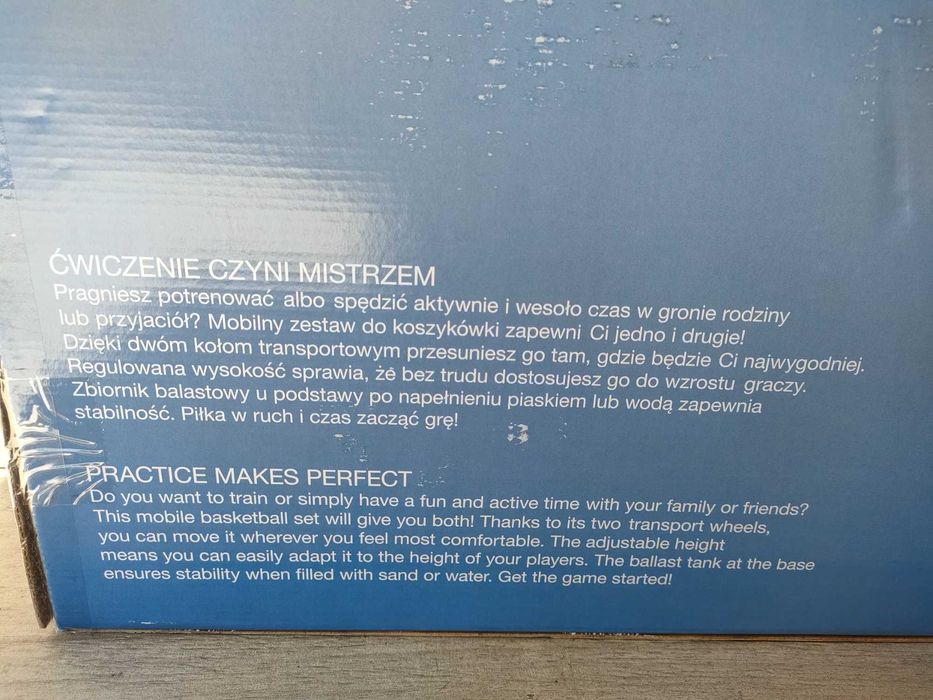 ĆWICZENIE CZYNI MISTRZEM
Pragniesz potrenować albo spędzić aktywnie i wesoło czas w gronie rodziny
lub przyjaciół? Mobilny zestaw do koszykówki zapewni Ci jedno i drugie!
Dzięki dwóm kołom transportowym przesuniesz go tam, gdzie będzie Ci najwygodniej.
Regulowana wysokość sprawia, że bez trudu dostosujesz go do wzrostu graczy.
Zbiornik balastowy u podstawy po napełnieniu piaskiem lub wodą zapewnia
stabilność. Piłka w ruch i czas zacząć grę!
PRACTICE MAKES PERFECT
Do you want to train or simply have a fun and active time with your family or friends?
This mobile basketball set will give you both! Thanks to its two transport wheels,
you can move it wherever you feel most comfortable. The adjustable height
means you can easily adapt it to the height of your players. The ballast tank at the base
ensures stability when filled with sand or water. Get the game started!